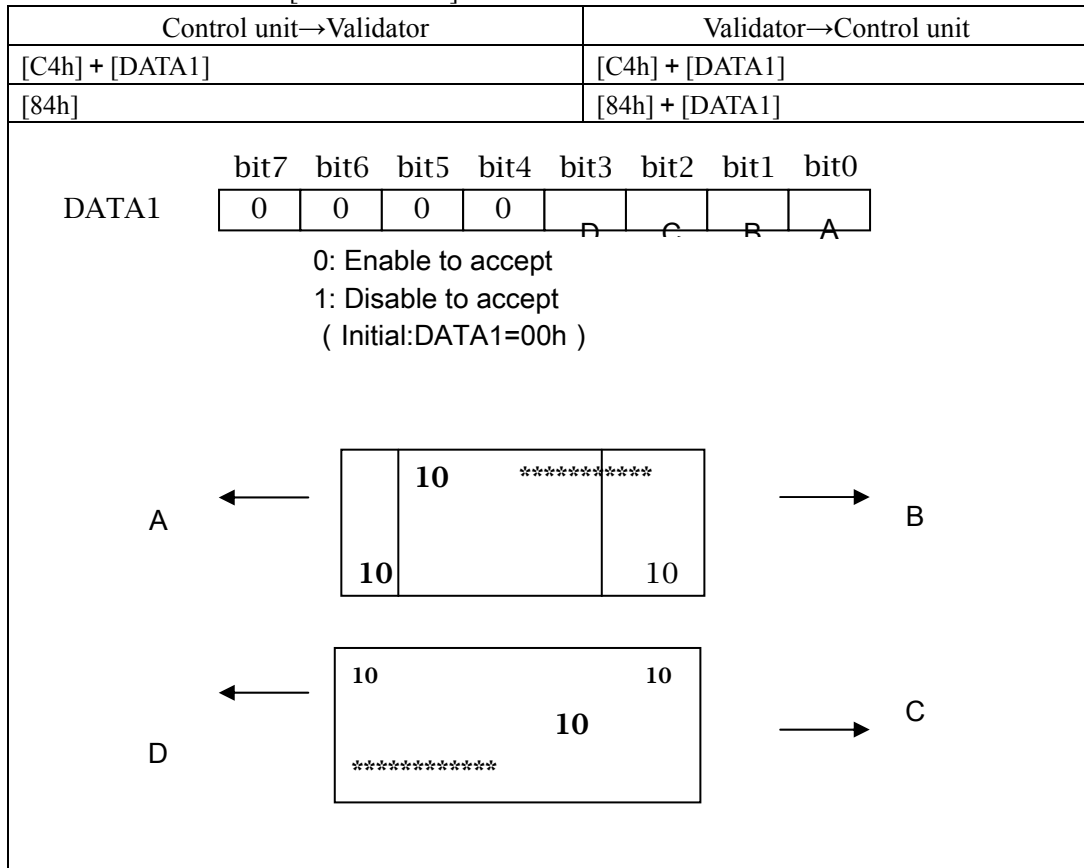 Control unit→Validator Validator→Control unit
[C4h] + [DATA1] [C4h] + [DATA1]
[84h] [84h] + [DATA1]
bit7 bit6 bit5 bit4 bit3 bit2 bit1 bit0
DATA1 0 0 0 0 D C B A
0: Enable to accept
1: Disable to accept
( Initial:DATA1=00h )
10 ***********
A B
10 10
10 10
10 C
D
************